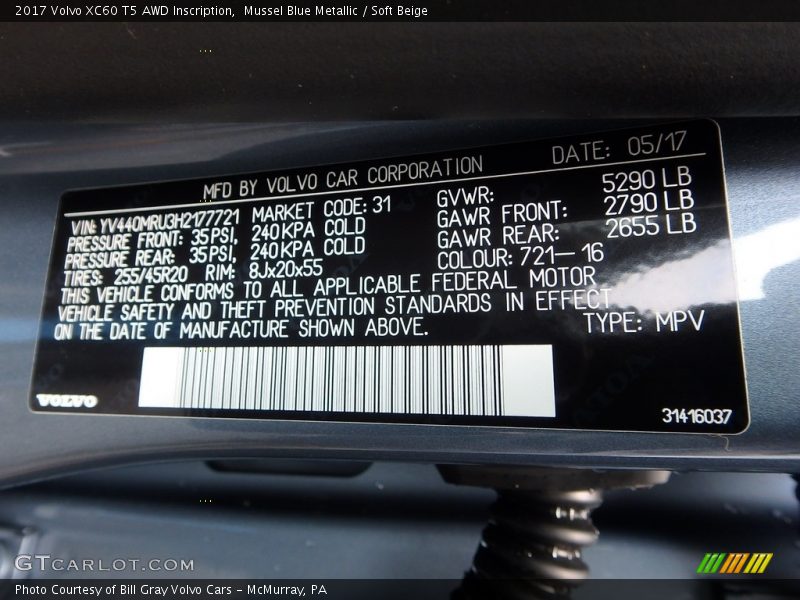 2017 Volvo XC60 T5 AWD Inscription, Mussel Blue Metallic / Soft Beige
MFD BY VOLVO CAR CORPORATION DATE: 05/17
VIN: YV440MRU3H2177721 MARKET CODE: 31 GVWR: 5290 LB
PRESSURE FRONT: 35PSI, 240KPA COLD GAWR FRONT: 2790 LB
PRESSURE REAR: 35PSI, 240KPA COLD GAWR REAR: 2655 LB
TIRES: 255/45R20 RIM: 8Jx20x55 COLOUR: 721-16
THIS VEHICLE CONFORMS TO ALL APPLICABLE FEDERAL MOTOR
VEHICLE SAFETY AND THEFT PREVENTION STANDARDS IN EFFECT
ON THE DATE OF MANUFACTURE SHOWN ABOVE. TYPE: MPV
VOLVO 31416037
GTCARLOT.COM
Photo Courtesy of Bill Gray Volvo Cars - McMurray, PA